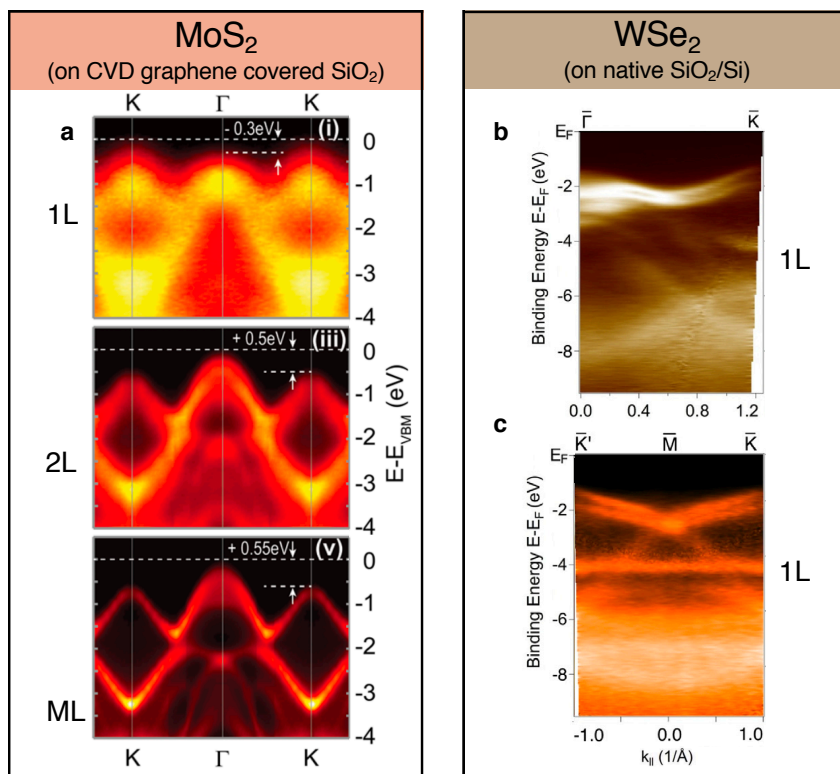 MoS2
(on CVD graphene covered SiO2)
K Γ K
a
- 0.3eV (i)
0
-1
-2
-3
-4
1L
+ 0.5eV (iii)
0
-1
-2
-3
-4
2L
E-EVBM (eV)
+ 0.55eV (v)
0
-1
-2
-3
-4
ML
K Γ K
WSe2
(on native SiO2/Si)
b
Γ̅ K̅
EF
-2
-4
-6
-8
Binding Energy E-EF (eV)
1L
0.0 0.4 0.8 1.2
c
K̅' M̅ K̅
EF
-2
-4
-6
-8
Binding Energy E-EF (eV)
1L
-1.0 0.0 1.0
k|| (1/Å)